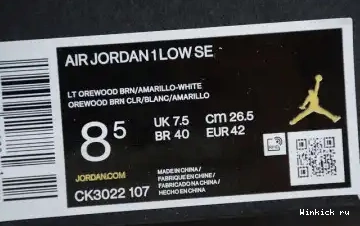 AIR JORDAN 1 LOW SE
LT OREWOOD BRN/AMARILLO-WHITE
OREWOOD BRN CLR/BLANC/AMARILLO
8 5
UK 7.5 cm 26.5
BR 40 EUR 42
JORDAN.COM
CK3022 107
MADE IN CHINA/
FABRIQUE EN CHINE/
FABRICADO NA CHINA/
HECHO EN CHINA
Winkick ru